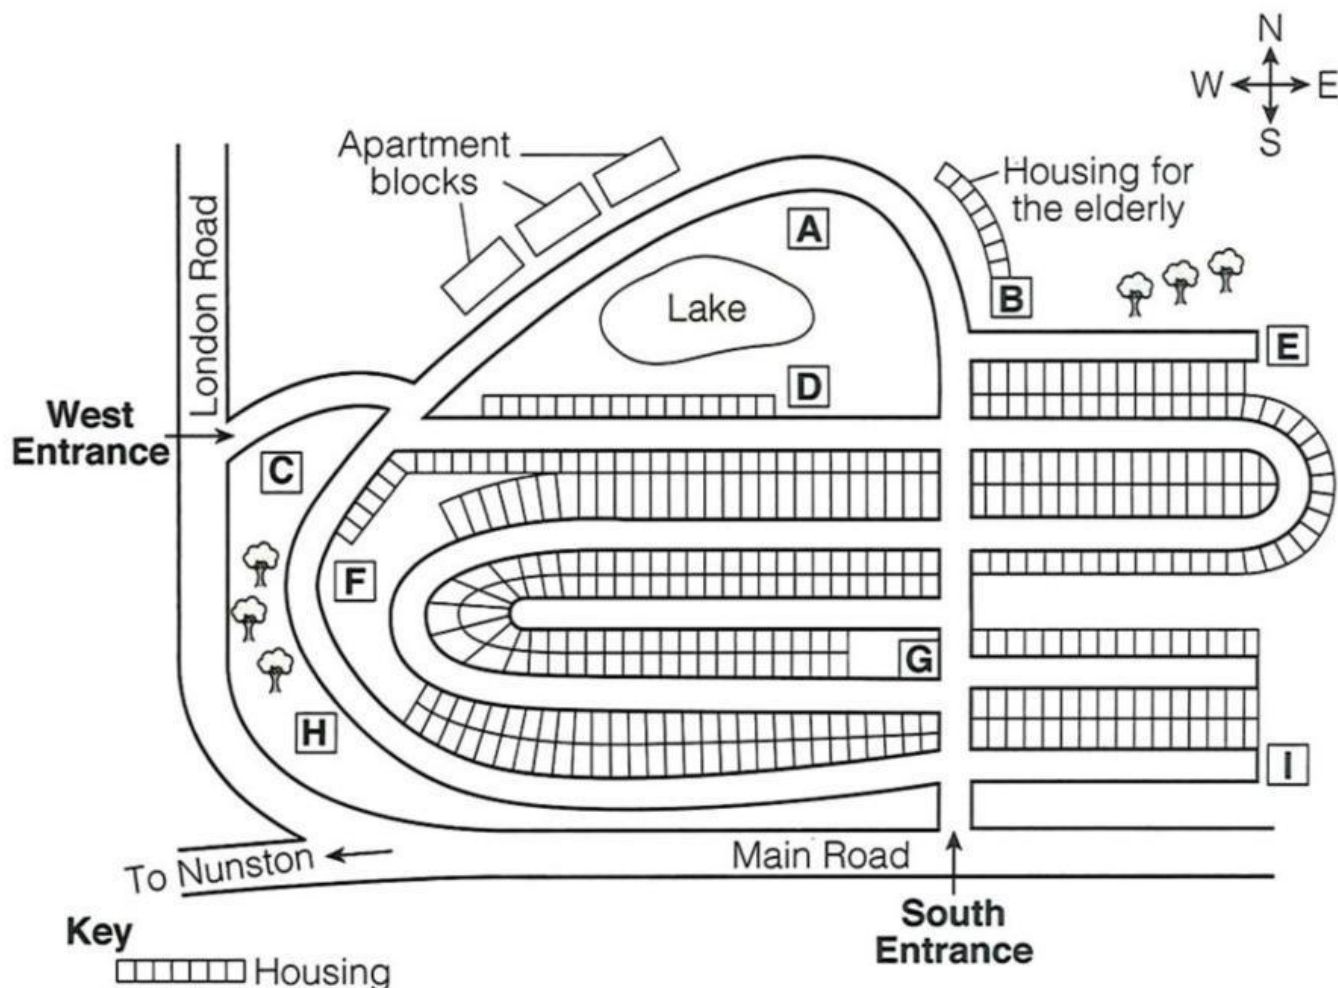 N
W E
S
Apartment
blocks
Housing for
the elderly
London Road
A
B
Lake
E
D
West
Entrance
C
F
G
H
I
Main Road
To Nunston
South
Entrance
Key
Housing